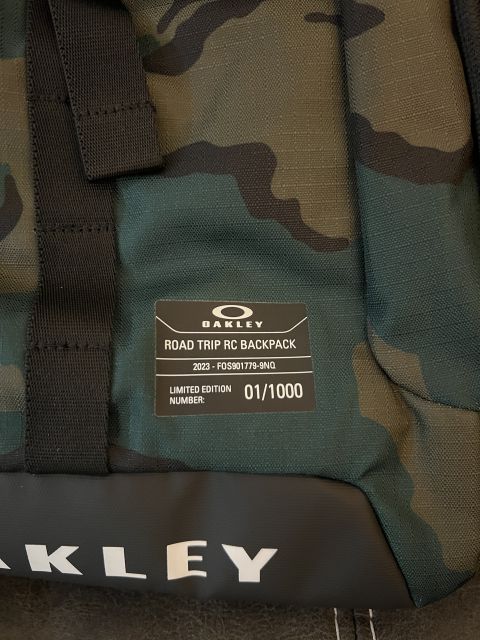 OAKLEY
ROAD TRIP RC BACKPACK
2023 - FOS901779-9NQ
LIMITED EDITION
NUMBER: 01/1000
AKLEY